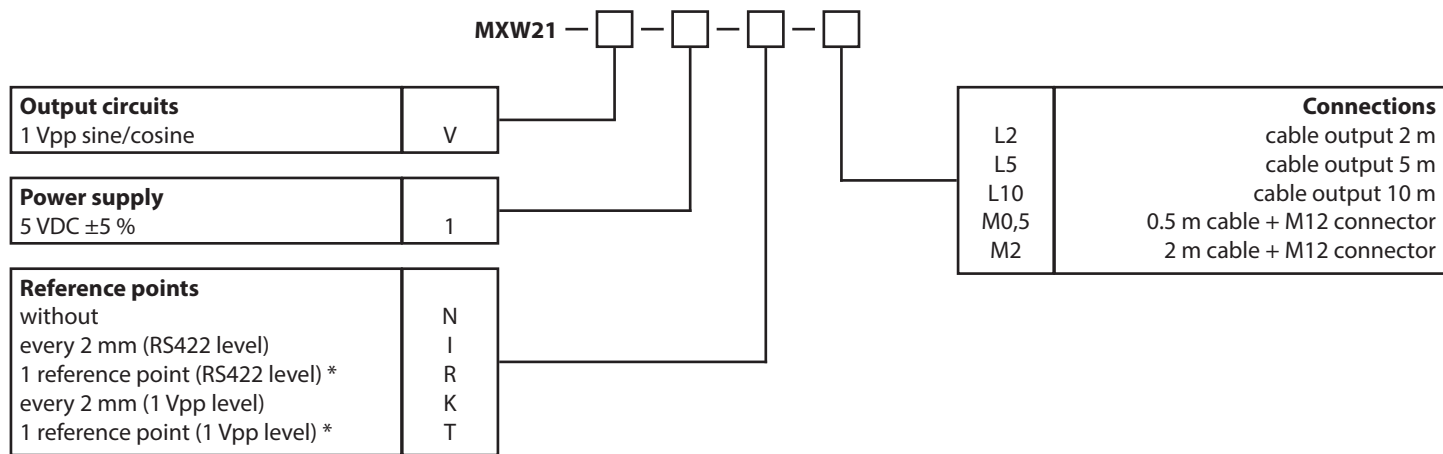 MXW21 — □ — □ — □ — □
Output circuits
1 Vpp sine/cosine V
Power supply
5 VDC ±5 % 1
Reference points
without N
every 2 mm (RS422 level) I
1 reference point (RS422 level) * R
every 2 mm (1 Vpp level) K
1 reference point (1 Vpp level) * T
Connections
L2 cable output 2 m
L5 cable output 5 m
L10 cable output 10 m
M0,5 0.5 m cable + M12 connector
M2 2 m cable + M12 connector